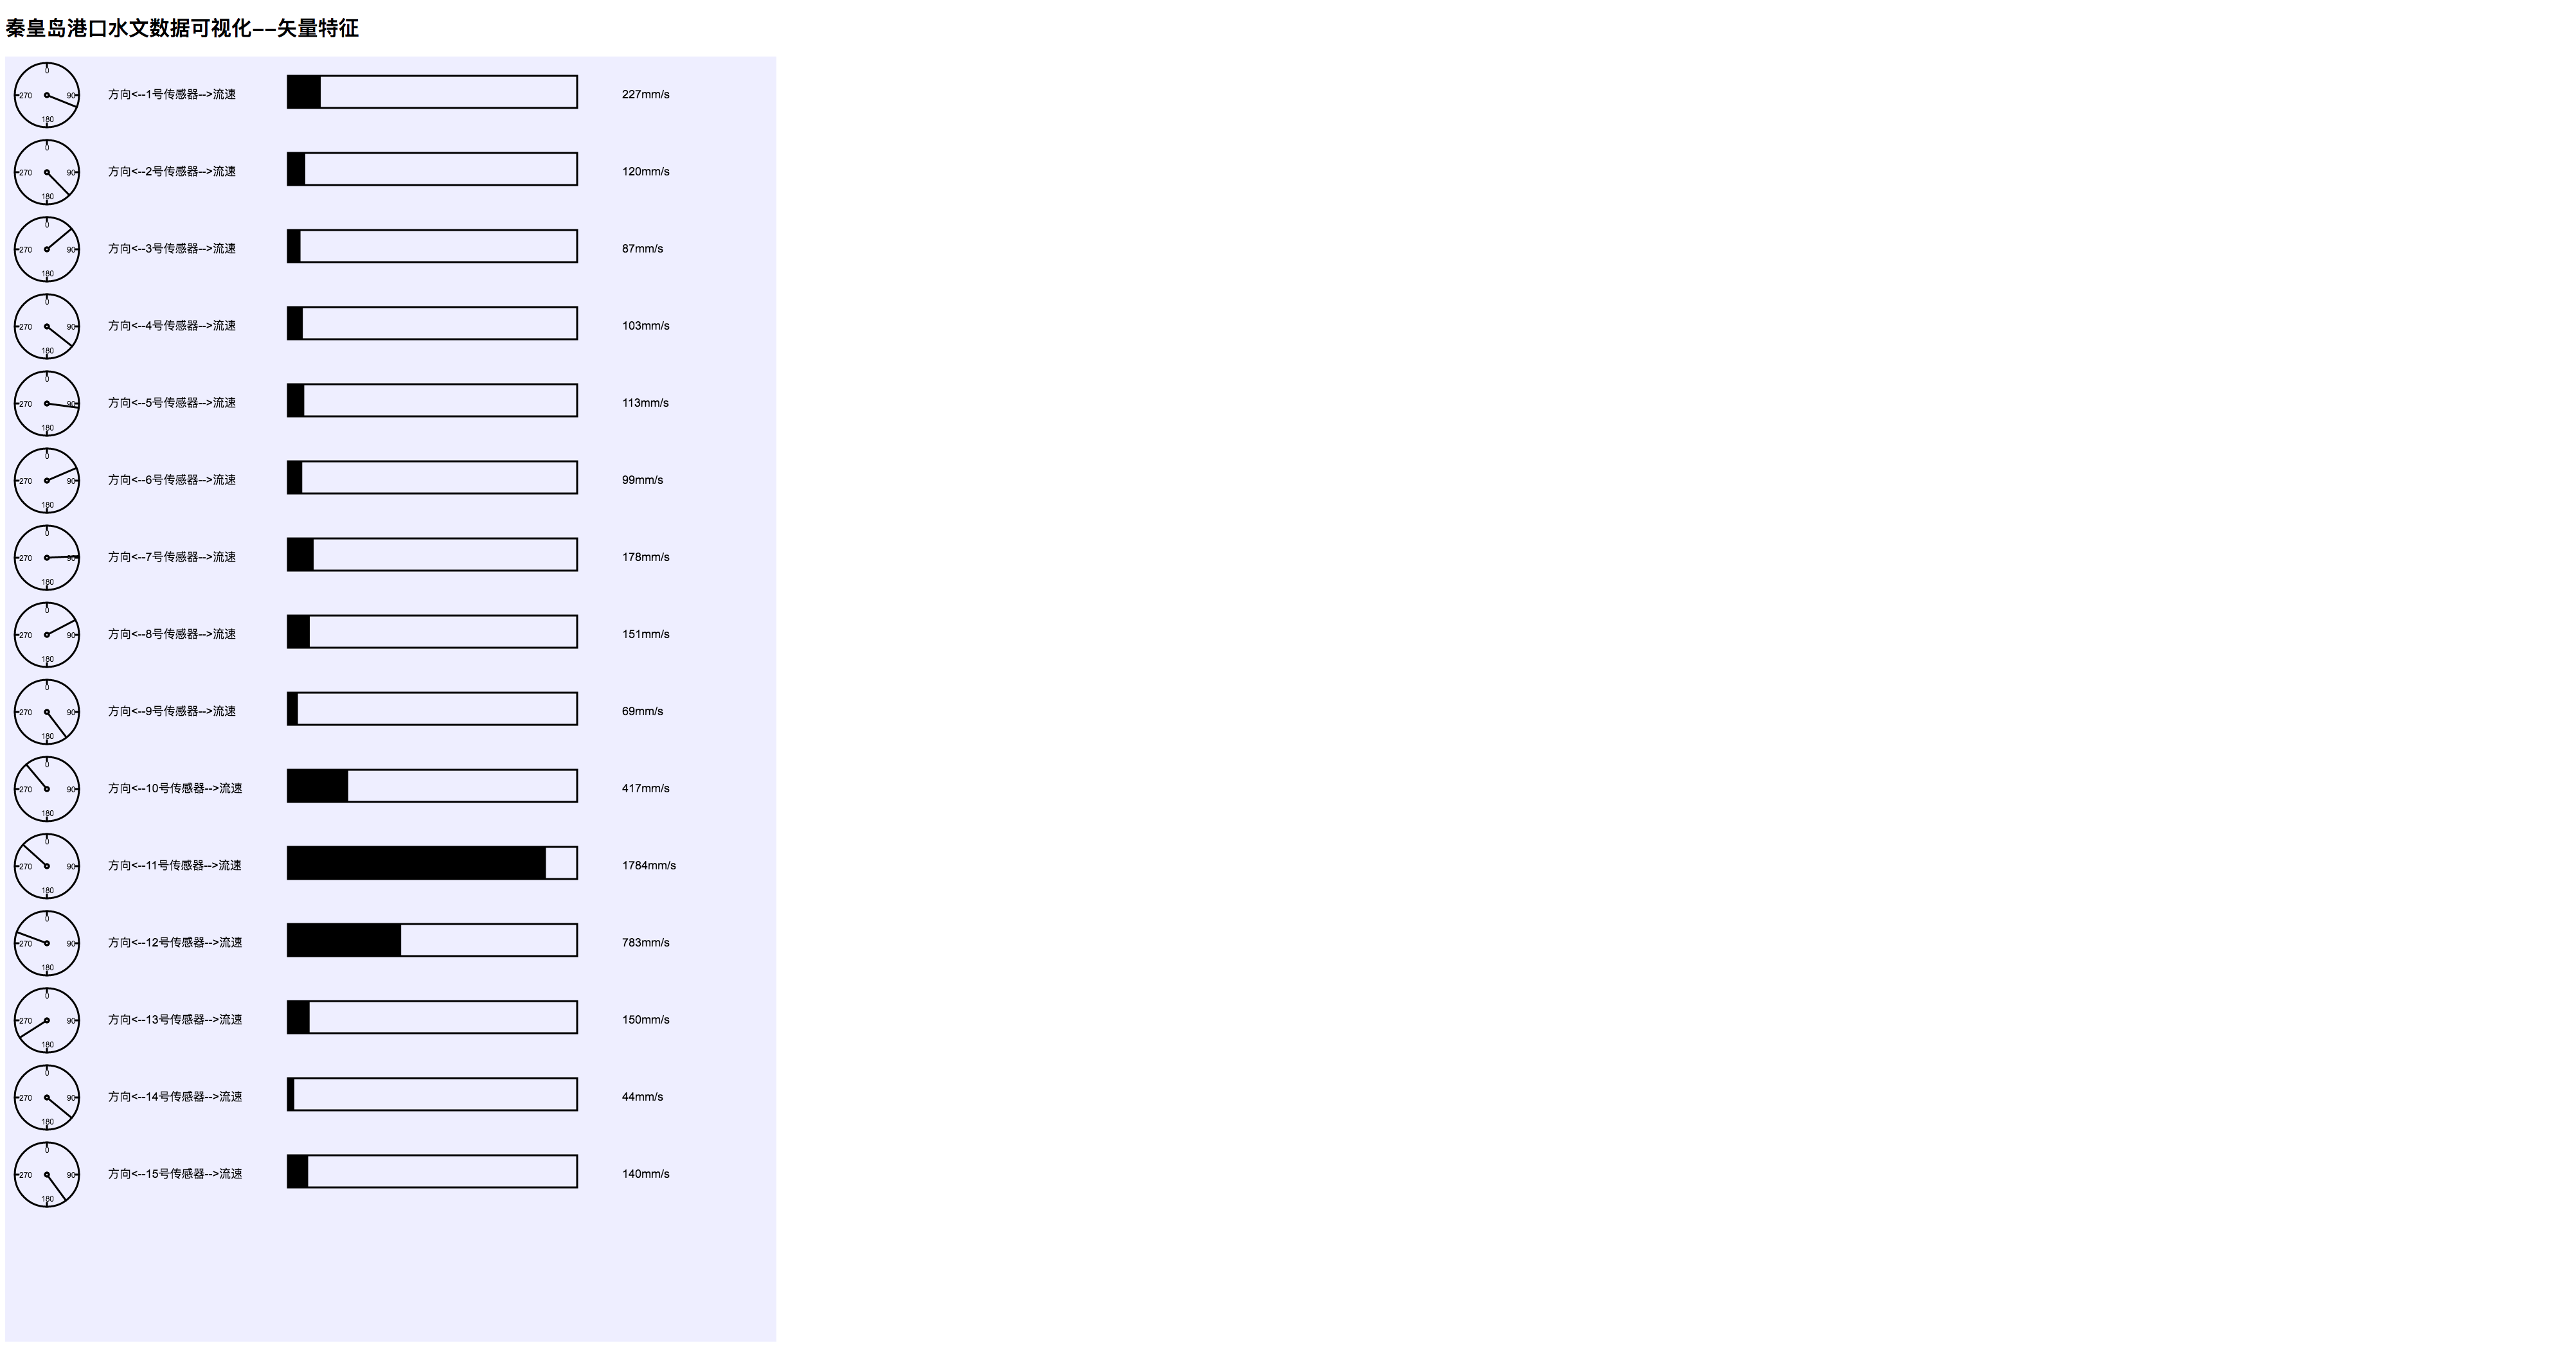 秦皇岛港口水文数据可视化--矢量特征
0
270 90 方向<--1号传感器-->流速 227mm/s
180
0
270 90 方向<--2号传感器-->流速 120mm/s
180
0
270 90 方向<--3号传感器-->流速 87mm/s
180
0
270 90 方向<--4号传感器-->流速 103mm/s
180
0
270 90 方向<--5号传感器-->流速 113mm/s
180
0
270 90 方向<--6号传感器-->流速 99mm/s
180
0
270 90 方向<--7号传感器-->流速 178mm/s
180
0
270 90 方向<--8号传感器-->流速 151mm/s
180
0
270 90 方向<--9号传感器-->流速 69mm/s
180
0
270 90 方向<--10号传感器-->流速 417mm/s
180
0
270 90 方向<--11号传感器-->流速 1784mm/s
180
0
270 90 方向<--12号传感器-->流速 783mm/s
180
0
270 90 方向<--13号传感器-->流速 150mm/s
180
0
270 90 方向<--14号传感器-->流速 44mm/s
180
0
270 90 方向<--15号传感器-->流速 140mm/s
180